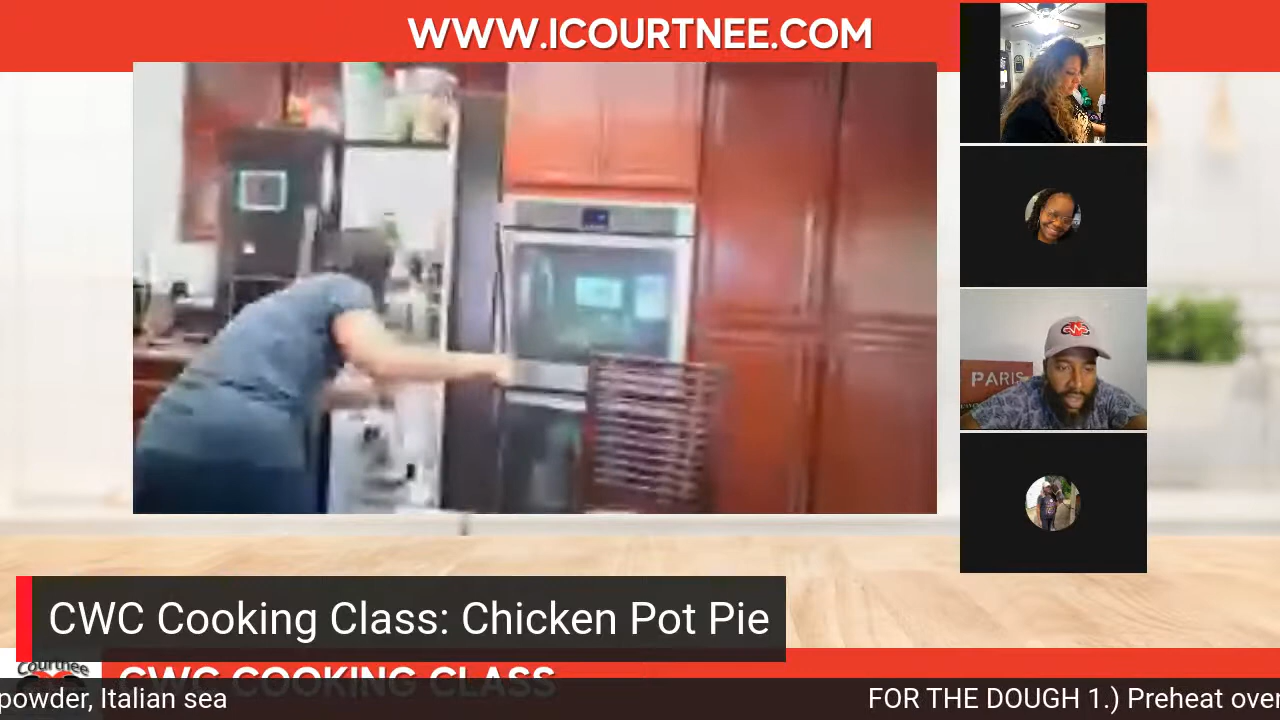 WWW.ICOURTNEE.COM
PARIS
CWC Cooking Class: Chicken Pot Pie
Courtnee
CWC COOKING CLASS
powder, Italian sea
FOR THE DOUGH 1.) Preheat over